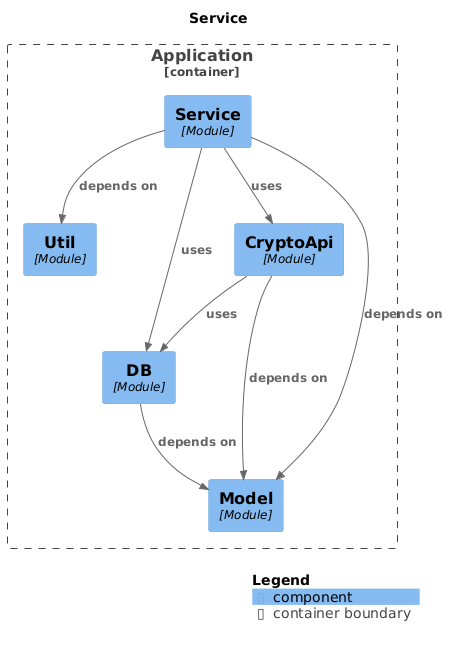 Service
Application
[container]
Service
[Module]
depends on
uses
Util
[Module]
uses
CryptoApi
[Module]
uses
depends on
DB
[Module]
depends on
depends on
Model
[Module]
Legend
component
container boundary